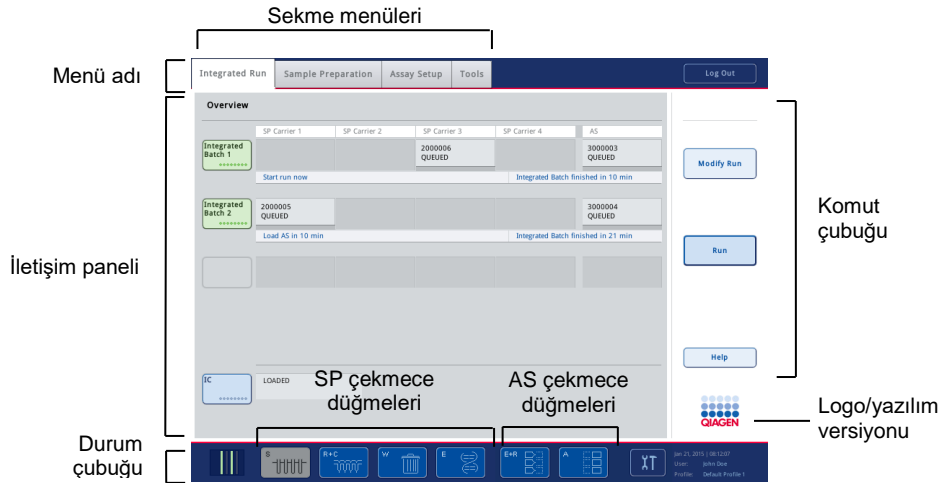 Sekme menüleri
Menü adı
Integrated Run Sample Preparation Assay Setup Tools Log Out
Overview
SP Carrier 1 SP Carrier 2 SP Carrier 3 SP Carrier 4 AS
Integrated Batch 1
2000006 QUEUED
3000003 QUEUED
Start run now Integrated Batch finished in 10 min
Modify Run
Integrated Batch 2
2000005 QUEUED
3000004 QUEUED
Load AS in 10 min Integrated Batch finished in 21 min
Run
Komut çubuğu
İletişim paneli
Help
IC
LOADED
SP çekmece düğmeleri
AS çekmece düğmeleri
QIAGEN
Logo/yazılım versiyonu
Durum çubuğu
S R+C W E E+R A
Jan 21, 2015 | 08:12:07
User: John Doe
Profile: Default Profile 1